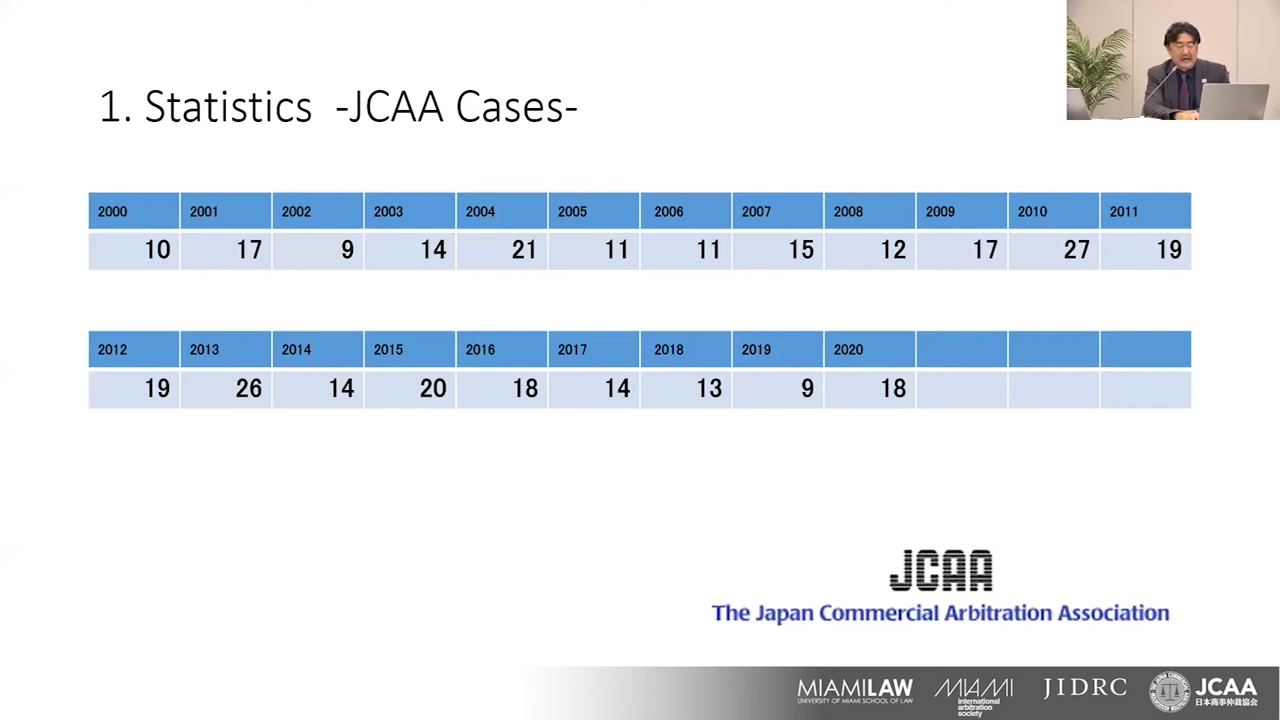 1. Statistics -JCAA Cases-
2000 2001 2002 2003 2004 2005 2006 2007 2008 2009 2010 2011
10 17 9 14 21 11 11 15 12 17 27 19
2012 2013 2014 2015 2016 2017 2018 2019 2020
19 26 14 20 18 14 13 9 18
JCAA
The Japan Commercial Arbitration Association
MIAMILAW
UNIVERSITY OF MIAMI SCHOOL OF LAW
MIAMI
international
arbitration
society
JIDRC
JCAA
日本商事仲裁協会